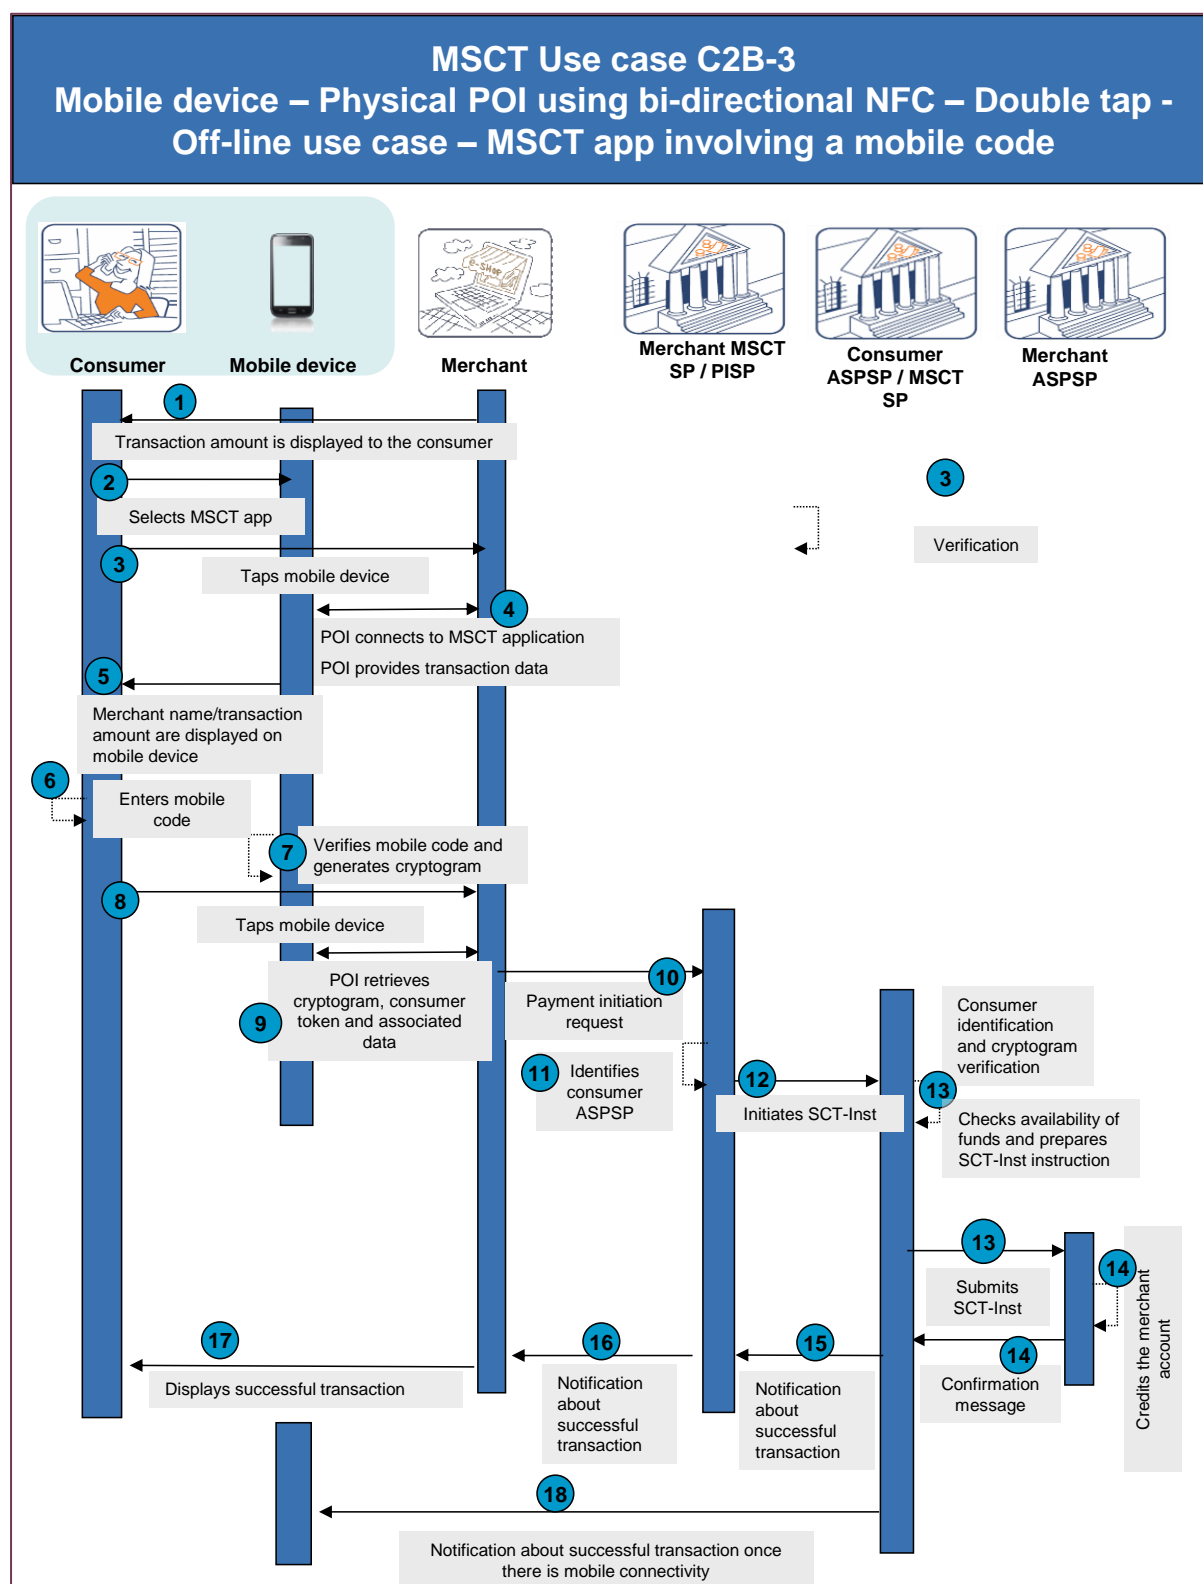 MSCT Use case C2B-3
Mobile device – Physical POI using bi-directional NFC – Double tap -
Off-line use case – MSCT app involving a mobile code
e-SHOP
Consumer
Mobile device
Merchant
Merchant MSCT
SP / PISP
Consumer
ASPSP / MSCT
SP
Merchant
ASPSP
1
Transaction amount is displayed to the consumer
2
Selects MSCT app
3
Verification
3
Taps mobile device
4
POI connects to MSCT application
POI provides transaction data
5
Merchant name/transaction
amount are displayed on
mobile device
6
Enters mobile
code
7
Verifies mobile code and
generates cryptogram
8
Taps mobile device
9
POI retrieves
cryptogram, consumer
token and associated
data
10
Payment initiation
request
11
Identifies
consumer
ASPSP
12
Initiates SCT-Inst
13
Consumer
identification
and cryptogram
verification
Checks availability of
funds and prepares
SCT-Inst instruction
13
Submits
SCT-Inst
14
Credits the merchant
account
14
Confirmation
message
15
Notification
about
successful
transaction
16
Notification
about
successful
transaction
17
Displays successful transaction
18
Notification about successful transaction once
there is mobile connectivity